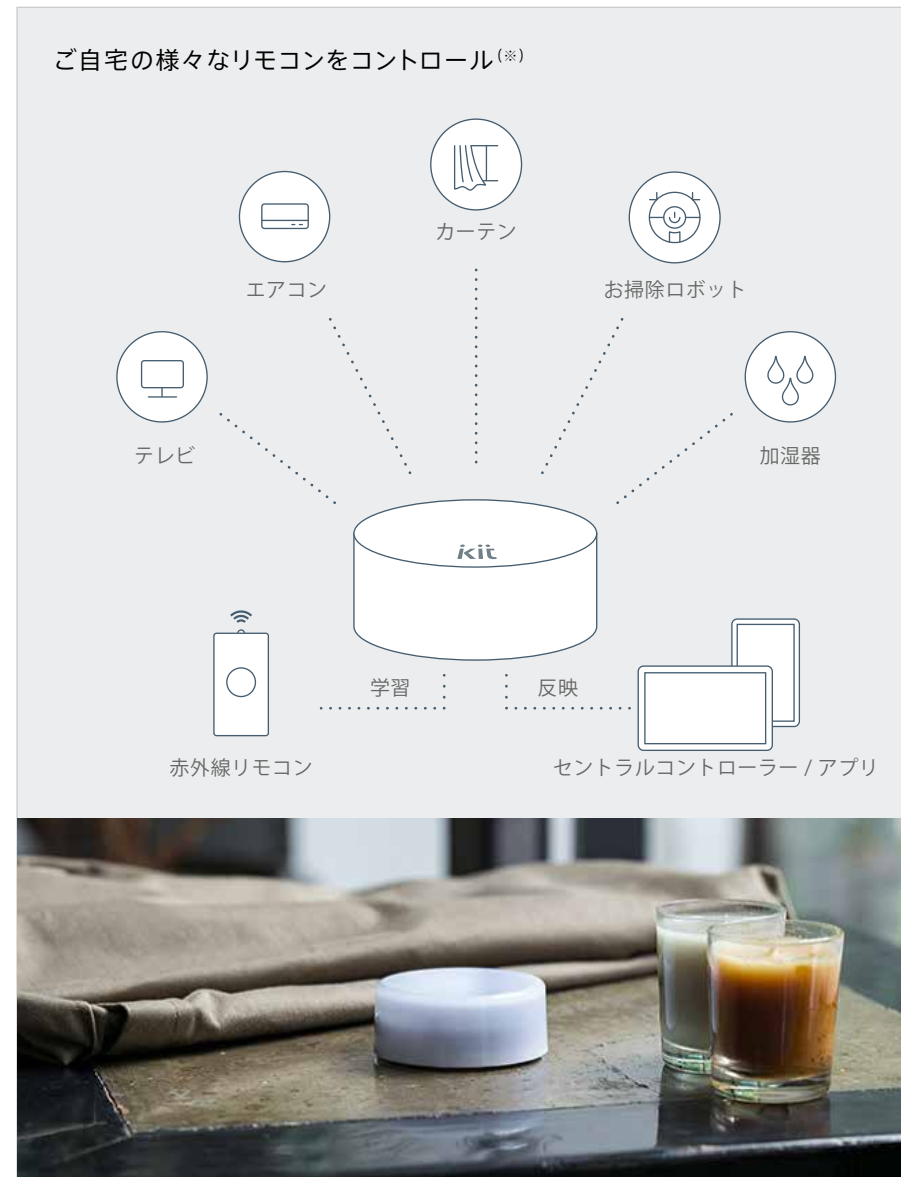 ご自宅の様々なリモコンをコントロール(※)
カーテン
エアコン
お掃除ロボット
テレビ
加湿器
kit
学習
反映
赤外線リモコン
セントラルコントローラー / アプリ